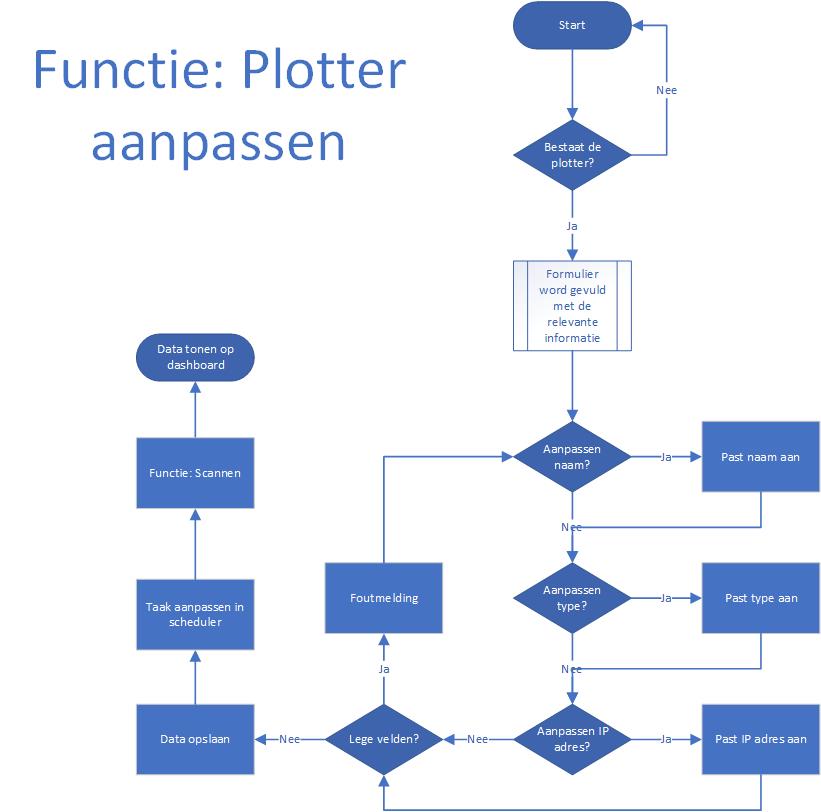 Functie: Plotter
aanpassen
Start
Nee
Bestaat de
plotter?
Ja
Formulier
word gevuld
met de
relevante
informatie
Data tonen op
dashboard
Functie: Scannen
Aanpassen
naam?
Ja
Past naam aan
Nee
Taak aanpassen in
scheduler
Foutmelding
Aanpassen
type?
Ja
Past type aan
Nee
Ja
Data opslaan
Nee
Lege velden?
Nee
Aanpassen IP
adres?
Ja
Past IP adres aan